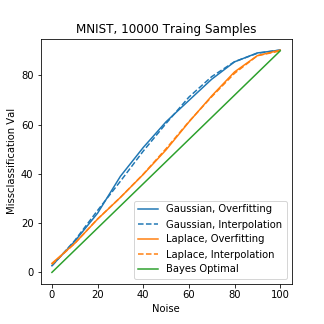 MNIST, 10000 Traing Samples
Missclassification Val
80
60
40
20
0
Gaussian, Overfitting
Gaussian, Interpolation
Laplace, Overfitting
Laplace, Interpolation
Bayes Optimal
0 20 40 60 80 100
Noise